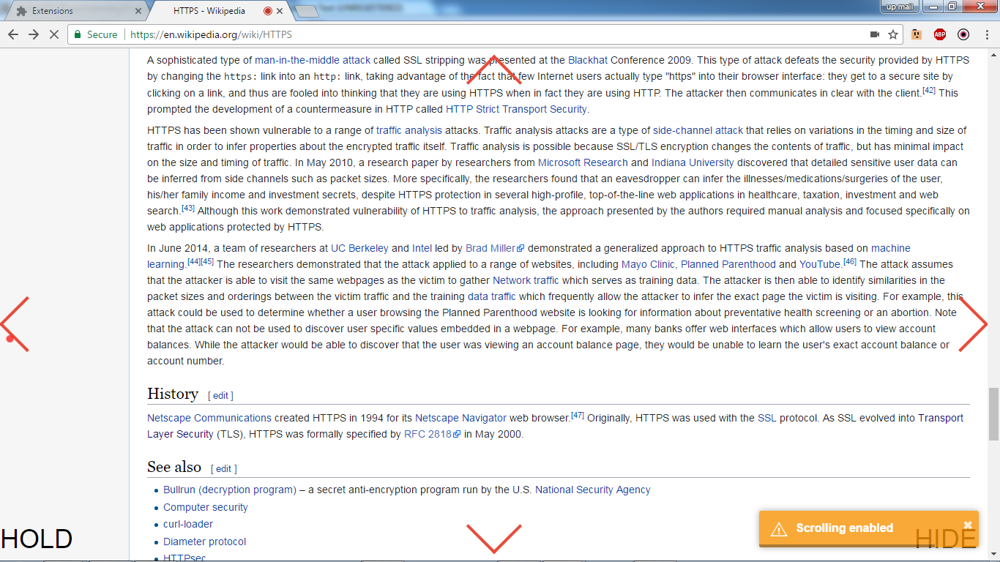 Extensions
HTTPS - Wikipedia
up mail
Secure
https://en.wikipedia.org/wiki/HTTPS
ABP
A sophisticated type of man-in-the-middle attack called SSL stripping was presented at the Blackhat Conference 2009. This type of attack defeats the security provided by HTTPS
by changing the https: link into an http: link, taking advantage of the fact that few Internet users actually type "https" into their browser interface: they get to a secure site by
clicking on a link, and thus are fooled into thinking that they are using HTTPS when in fact they are using HTTP. The attacker then communicates in clear with the client.[42] This
prompted the development of a countermeasure in HTTP called HTTP Strict Transport Security.
HTTPS has been shown vulnerable to a range of traffic analysis attacks. Traffic analysis attacks are a type of side-channel attack that relies on variations in the timing and size of
traffic in order to infer properties about the encrypted traffic itself. Traffic analysis is possible because SSL/TLS encryption changes the contents of traffic, but has minimal impact
on the size and timing of traffic. In May 2010, a research paper by researchers from Microsoft Research and Indiana University discovered that detailed sensitive user data can
be inferred from side channels such as packet sizes. More specifically, the researchers found that an eavesdropper can infer the illnesses/medications/surgeries of the user,
his/her family income and investment secrets, despite HTTPS protection in several high-profile, top-of-the-line web applications in healthcare, taxation, investment and web
search.[43] Although this work demonstrated vulnerability of HTTPS to traffic analysis, the approach presented by the authors required manual analysis and focused specifically on
web applications protected by HTTPS.
In June 2014, a team of researchers at UC Berkeley and Intel led by Brad Miller demonstrated a generalized approach to HTTPS traffic analysis based on machine
learning.[44][45] The researchers demonstrated that the attack applied to a range of websites, including Mayo Clinic, Planned Parenthood and YouTube.[46] The attack assumes
that the attacker is able to visit the same webpages as the victim to gather Network traffic which serves as training data. The attacker is then able to identify similarities in the
packet sizes and orderings between the victim traffic and the training data traffic which frequently allow the attacker to infer the exact page the victim is visiting. For example, this
attack could be used to determine whether a user browsing the Planned Parenthood website is looking for information about preventative health screening or an abortion. Note
that the attack can not be used to discover user specific values embedded in a webpage. For example, many banks offer web interfaces which allow users to view account
balances. While the attacker would be able to discover that the user was viewing an account balance page, they would be unable to learn the user's exact account balance or
account number.
History [ edit ]
Netscape Communications created HTTPS in 1994 for its Netscape Navigator web browser.[47] Originally, HTTPS was used with the SSL protocol. As SSL evolved into Transport
Layer Security (TLS), HTTPS was formally specified by RFC 2818 in May 2000.
See also [ edit ]
Bullrun (decryption program) – a secret anti-encryption program run by the U.S. National Security Agency
Computer security
curl-loader
Diameter protocol
HTTPsec
Scrolling enabled
HOLD
HIDE